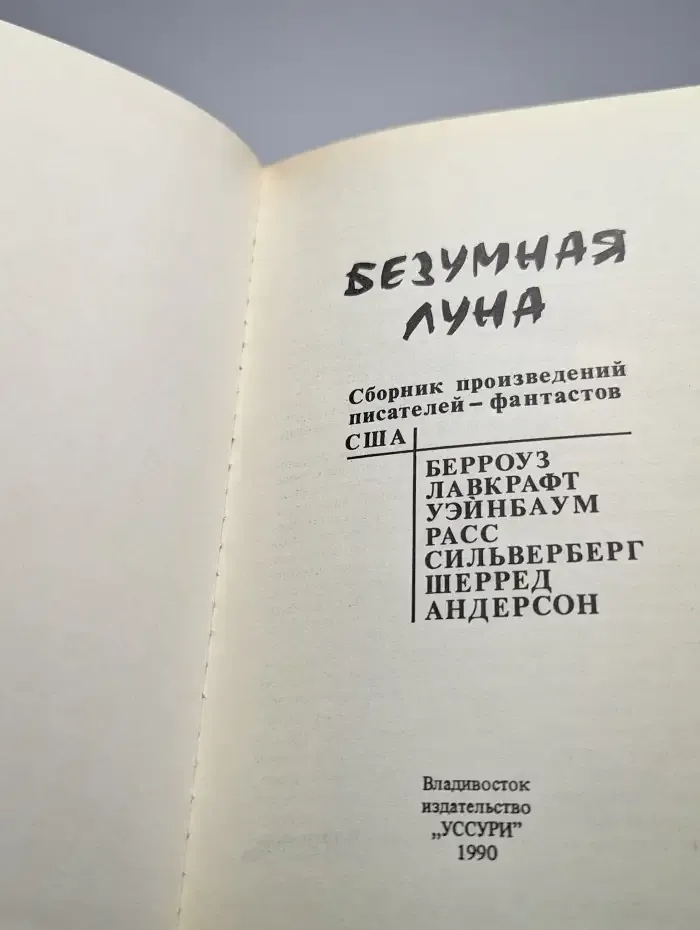 БЕЗУМНАЯ
ЛУНА
Сборник произведений
писателей – фантастов
США
БЕРРОУЗ
ЛАВКРАФТ
УЭЙНБАУМ
РАСС
СИЛЬВЕРБЕРГ
ШЕРРЕД
АНДЕРСОН
Владивосток
издательство
„УССУРИ”
1990